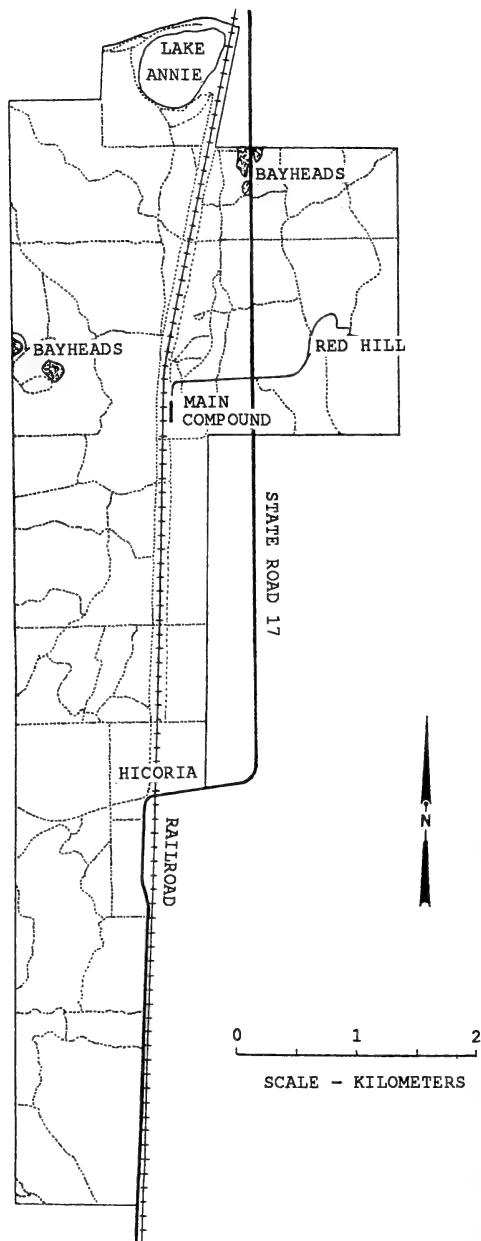 LAKE
ANNIE
BAYHEADS
RED HILL
BAYHEADS
MAIN
COMPOUND
STATE ROAD 17
HICORIA
RAILROAD
N
0 1 2
SCALE - KILOMETERS